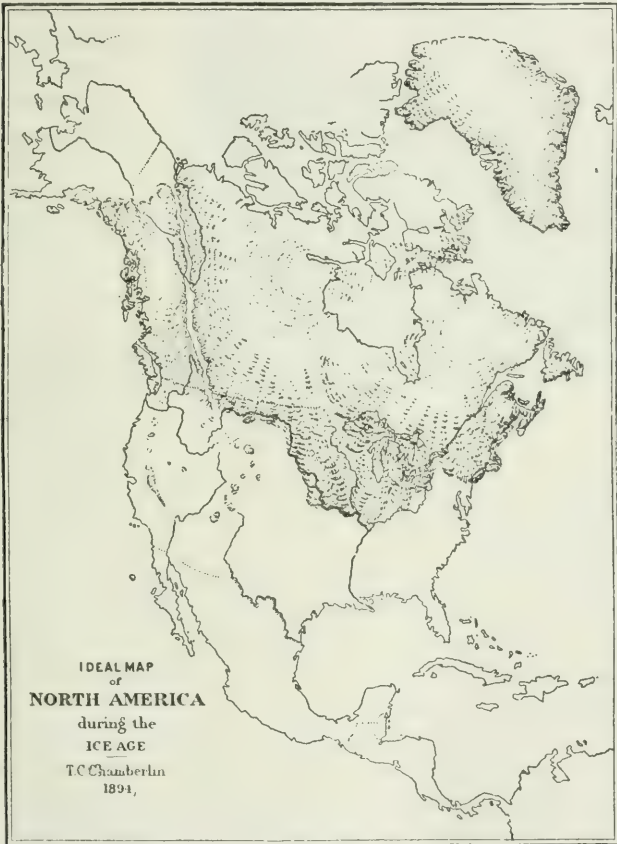 IDEAL MAP
of
NORTH AMERICA
during the
ICE AGE
T.C Chamberlin
1894,